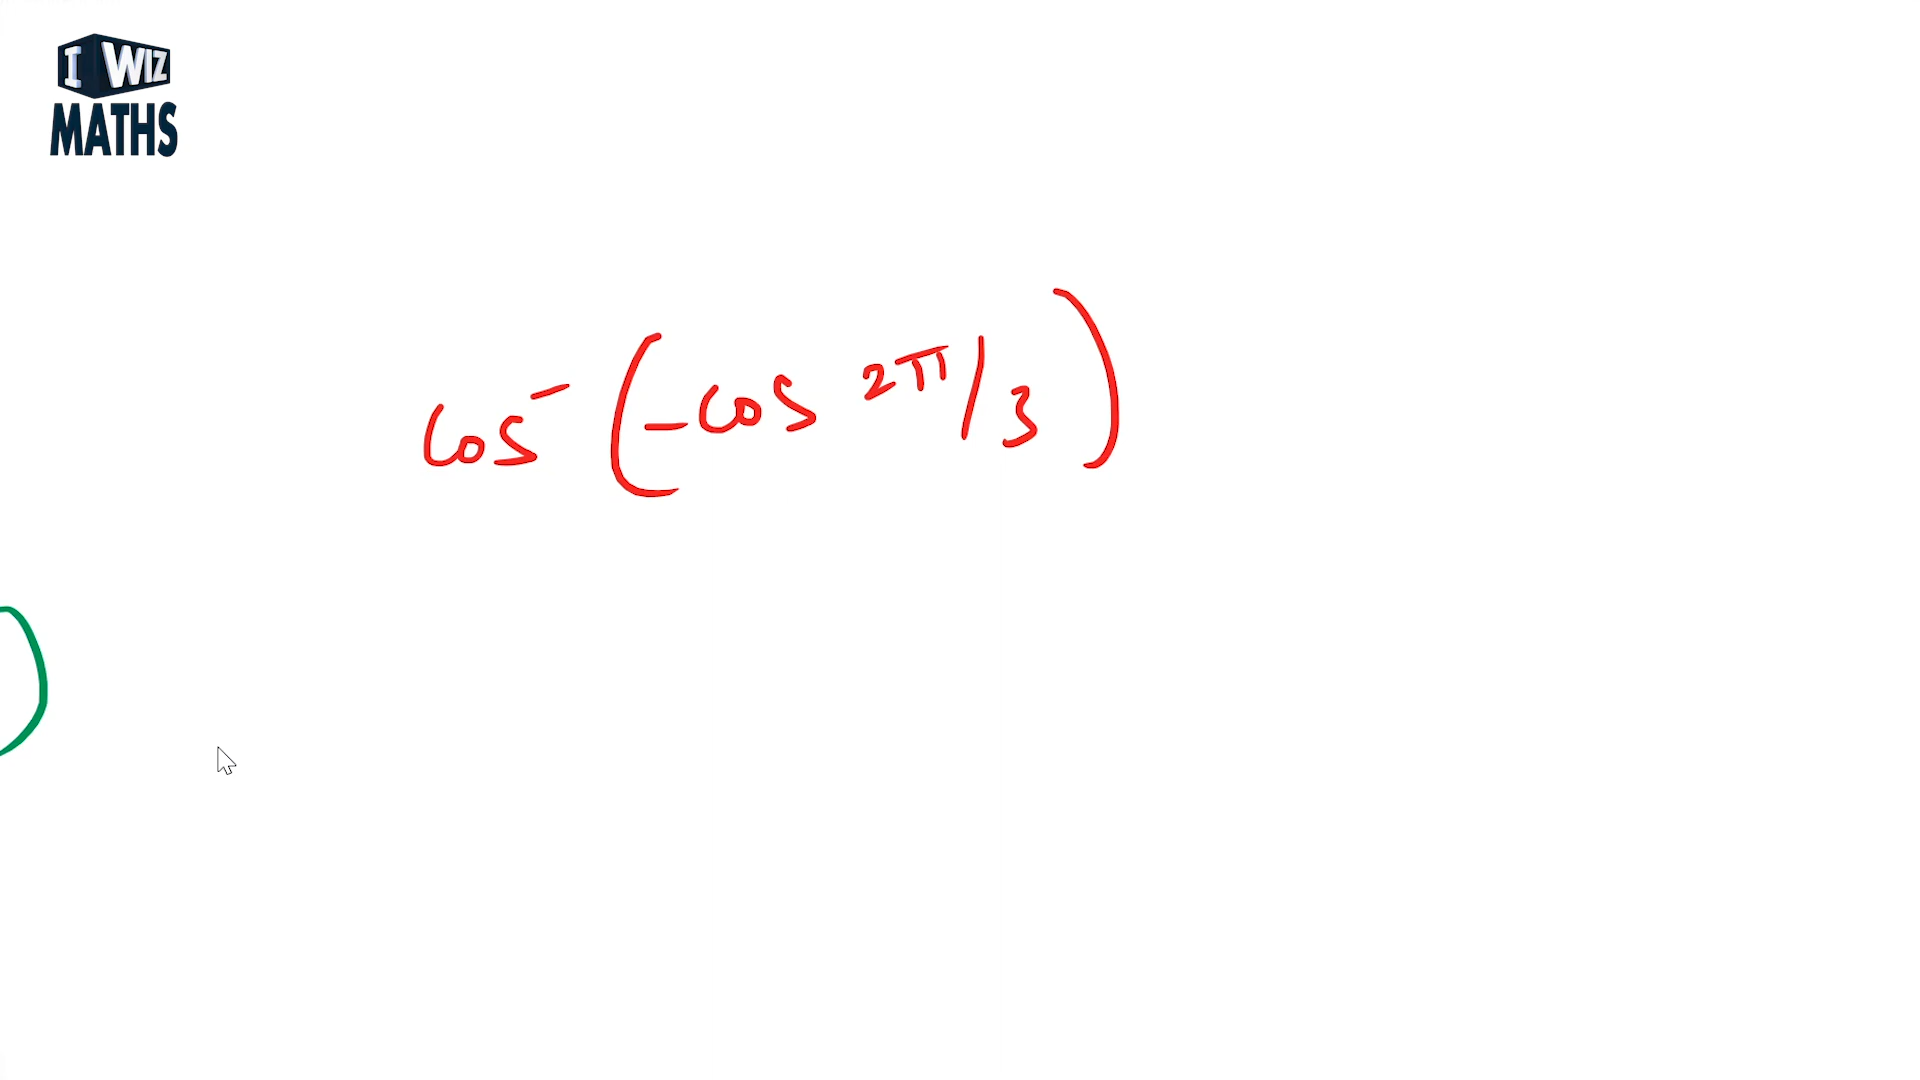 I WIZ
MATHS
cos⁻ (-cos 2π/3)